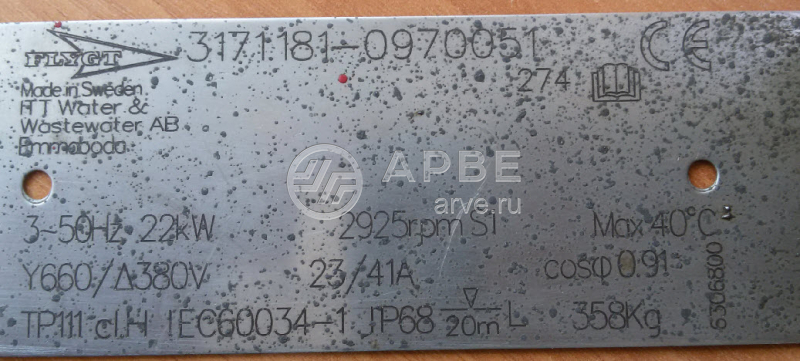 FLYGT 3171.181-0970051 CE
274
Made in Sweden
ITT Water &
Wastewater AB
Emmaboda
АРВЕ
arve.ru
3~50Hz 22kW 2925rpm S1 Max 40°C
Y660/Δ380V 23/41A cosφ 0.91
TP111 cl.H IEC60034-1 IP68 ▽ 20m L 358Kg
6306800